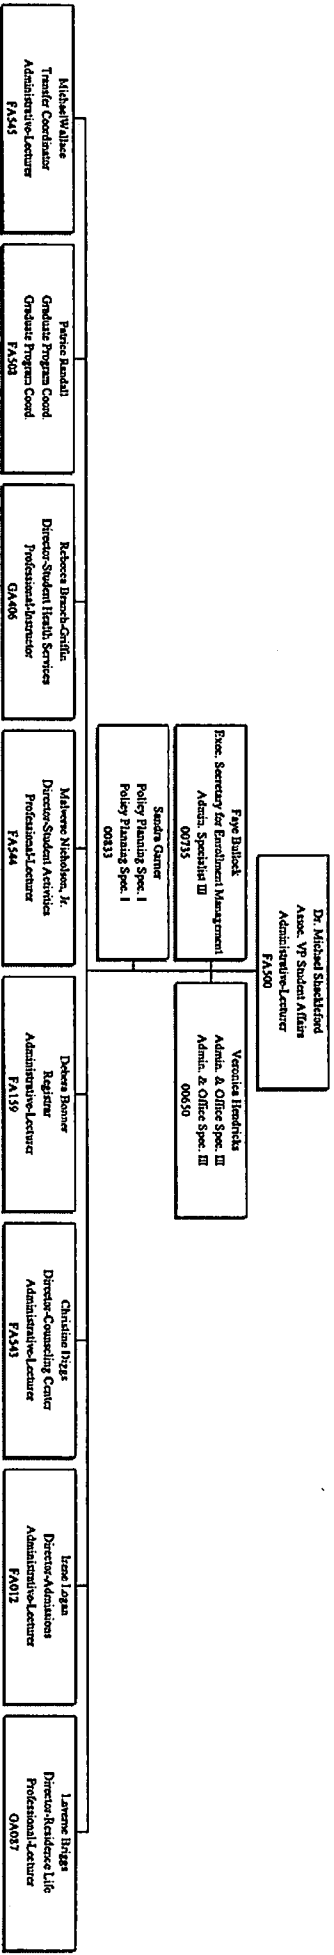 Dr. Michael Shackleford
Assoc. VP Student Affairs
Administrative-Lecturer
FA500
Faye Bullock
Exec. Secretary for Enrollment Management
Admin. Specialist III
00735
Veronica Hendricks
Admin. & Office Spec. III
Admin. & Office Spec. III
00650
Sandra Garner
Policy Planning Spec. I
Policy Planning Spec. I
00833
MichaelWallace
Transfer Coordinator
Administrative-Lecturer
FA545
Patrice Randall
Graduate Program Coord.
Graduate Program Coord.
FA503
Rebecca Branch-Griffin
Director-Student Health Services
Professional-Instructor
GA406
Malverse Nicholson, Jr.
Director-Student Activities
Professional-Lecturer
FA544
Debera Bonner
Registrar
Administrative-Lecturer
FA159
Christine Diggs
Director-Counseling Center
Administrative-Lecturer
FA543
Irene Logan
Director-Admissions
Administrative-Lecturer
FA012
Laverne Briggs
Director-Residence Life
Professional-Lecturer
GA087